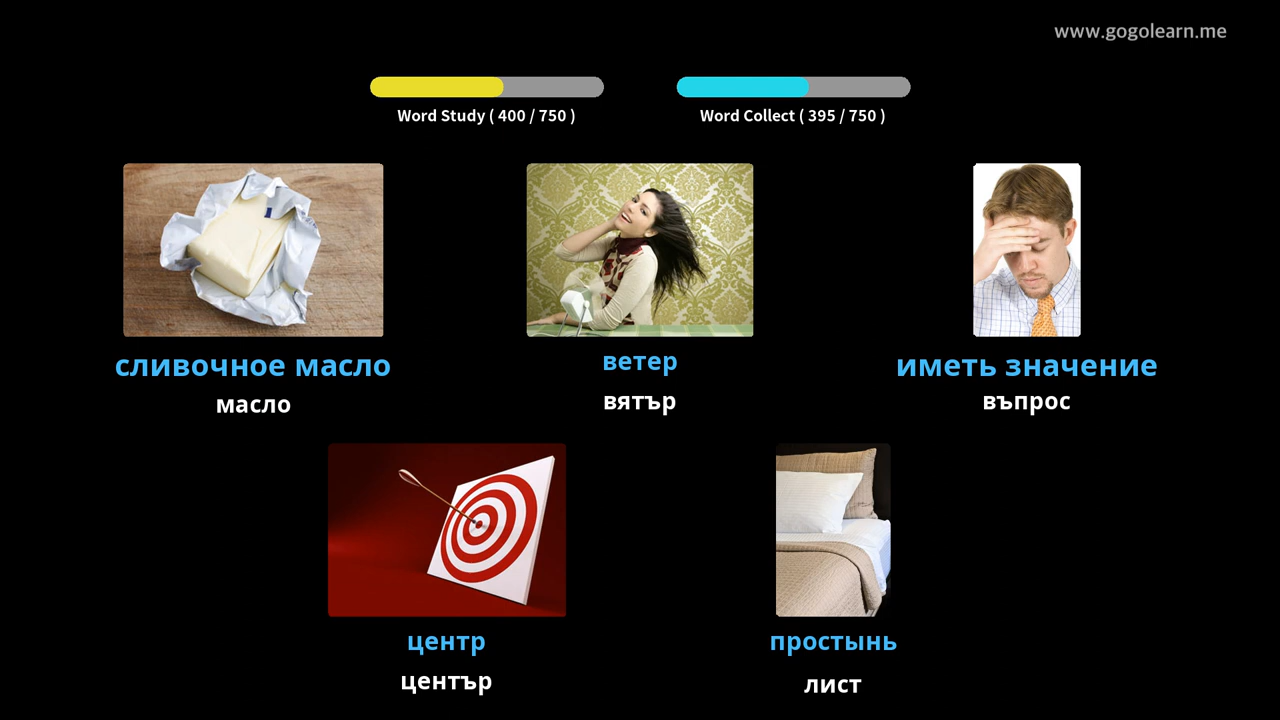 www.gogolearn.me
Word Study ( 400 / 750 )
Word Collect ( 395 / 750 )
сливочное масло
масло
ветер
вятър
иметь значение
въпрос
центр
център
простынь
лист